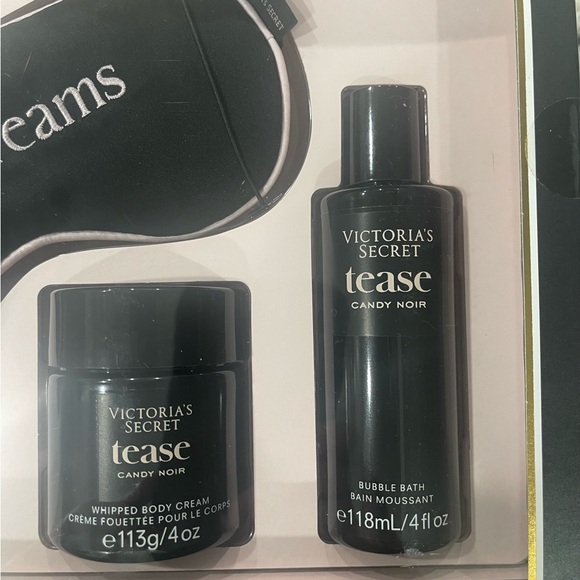 eams
SECRET
VICTORIA'S
SECRET
tease
CANDY NOIR
WHIPPED BODY CREAM
CRÈME FOUETTÉE POUR LE CORPS
℮113g/4oz
VICTORIA'S
SECRET
tease
CANDY NOIR
BUBBLE BATH
BAIN MOUSSANT
℮118mL/4fl oz